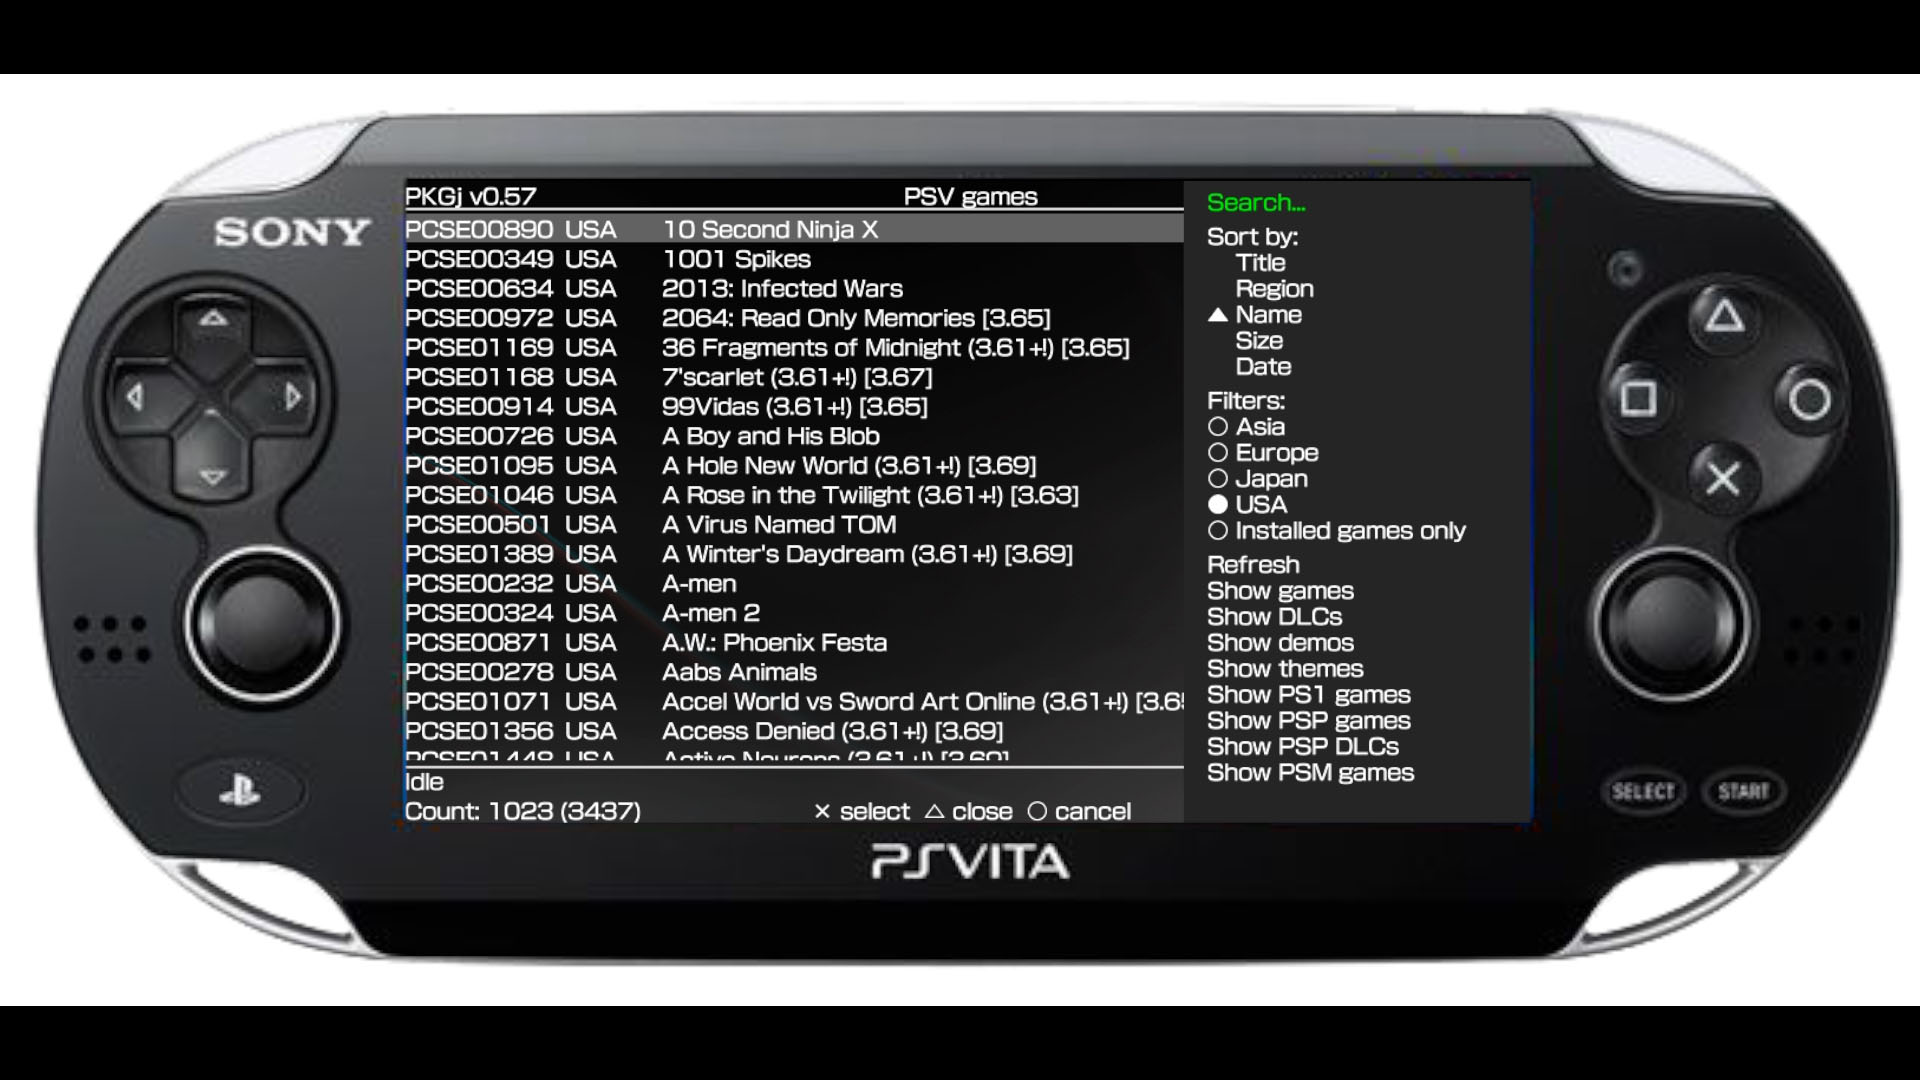 SONY
PKGj v0.57 PSV games
PCSE00890 USA 10 Second Ninja X
PCSE00349 USA 1001 Spikes
PCSE00634 USA 2013: Infected Wars
PCSE00972 USA 2064: Read Only Memories [3.65]
PCSE01169 USA 36 Fragments of Midnight (3.61+!) [3.65]
PCSE01168 USA 7'scarlet (3.61+!) [3.67]
PCSE00914 USA 99Vidas (3.61+!) [3.65]
PCSE00726 USA A Boy and His Blob
PCSE01095 USA A Hole New World (3.61+!) [3.69]
PCSE01046 USA A Rose in the Twilight (3.61+!) [3.63]
PCSE00501 USA A Virus Named TOM
PCSE01389 USA A Winter's Daydream (3.61+!) [3.69]
PCSE00232 USA A-men
PCSE00324 USA A-men 2
PCSE00871 USA A.W.: Phoenix Festa
PCSE00278 USA Aabs Animals
PCSE01071 USA Accel World vs Sword Art Online (3.61+!) [3.6
PCSE01356 USA Access Denied (3.61+!) [3.69]
PCSE01448 USA Active Neurons (3.61+!) [3.69]
Idle
Count: 1023 (3437) × select △ close ○ cancel
Search...
Sort by:
Title
Region
▲ Name
Size
Date
Filters:
○ Asia
○ Europe
○ Japan
● USA
○ Installed games only
Refresh
Show games
Show DLCs
Show demos
Show themes
Show PS1 games
Show PSP games
Show PSP DLCs
Show PSM games
SELECT START
PSVITA